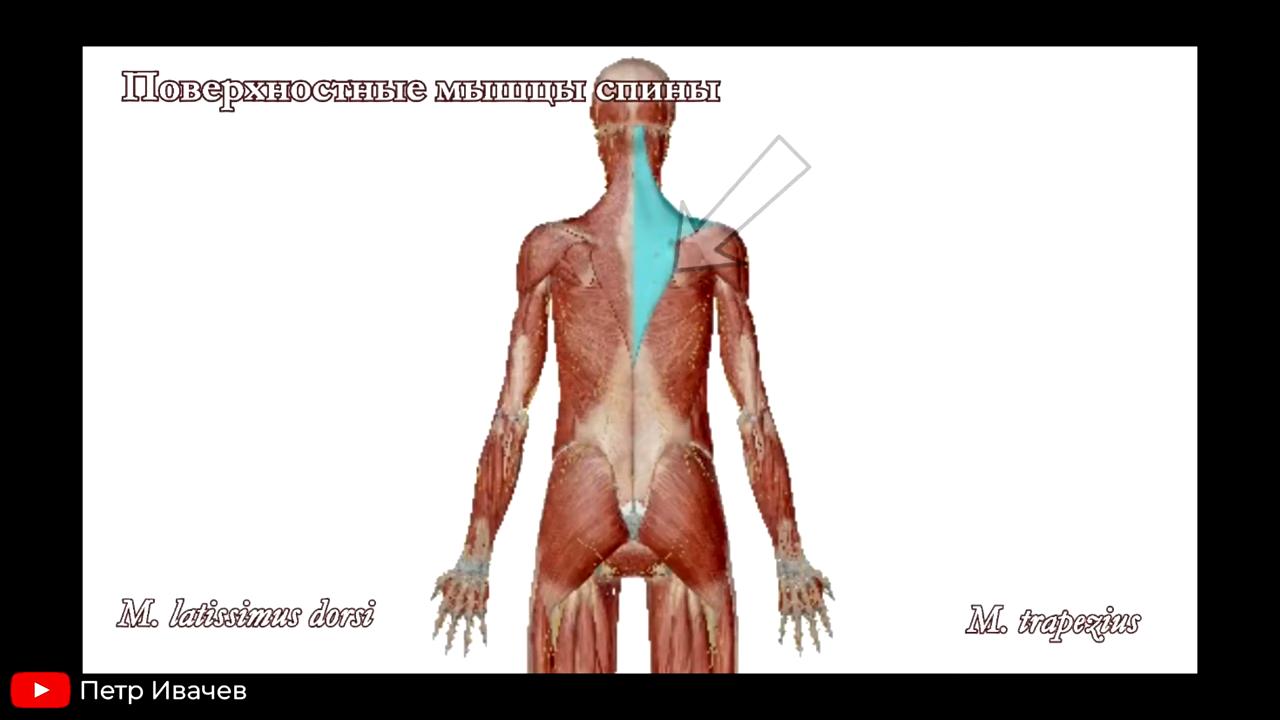 Поверхностные мышцы спины
M. latissimus dorsi
M. trapezius
Петр Ивачев